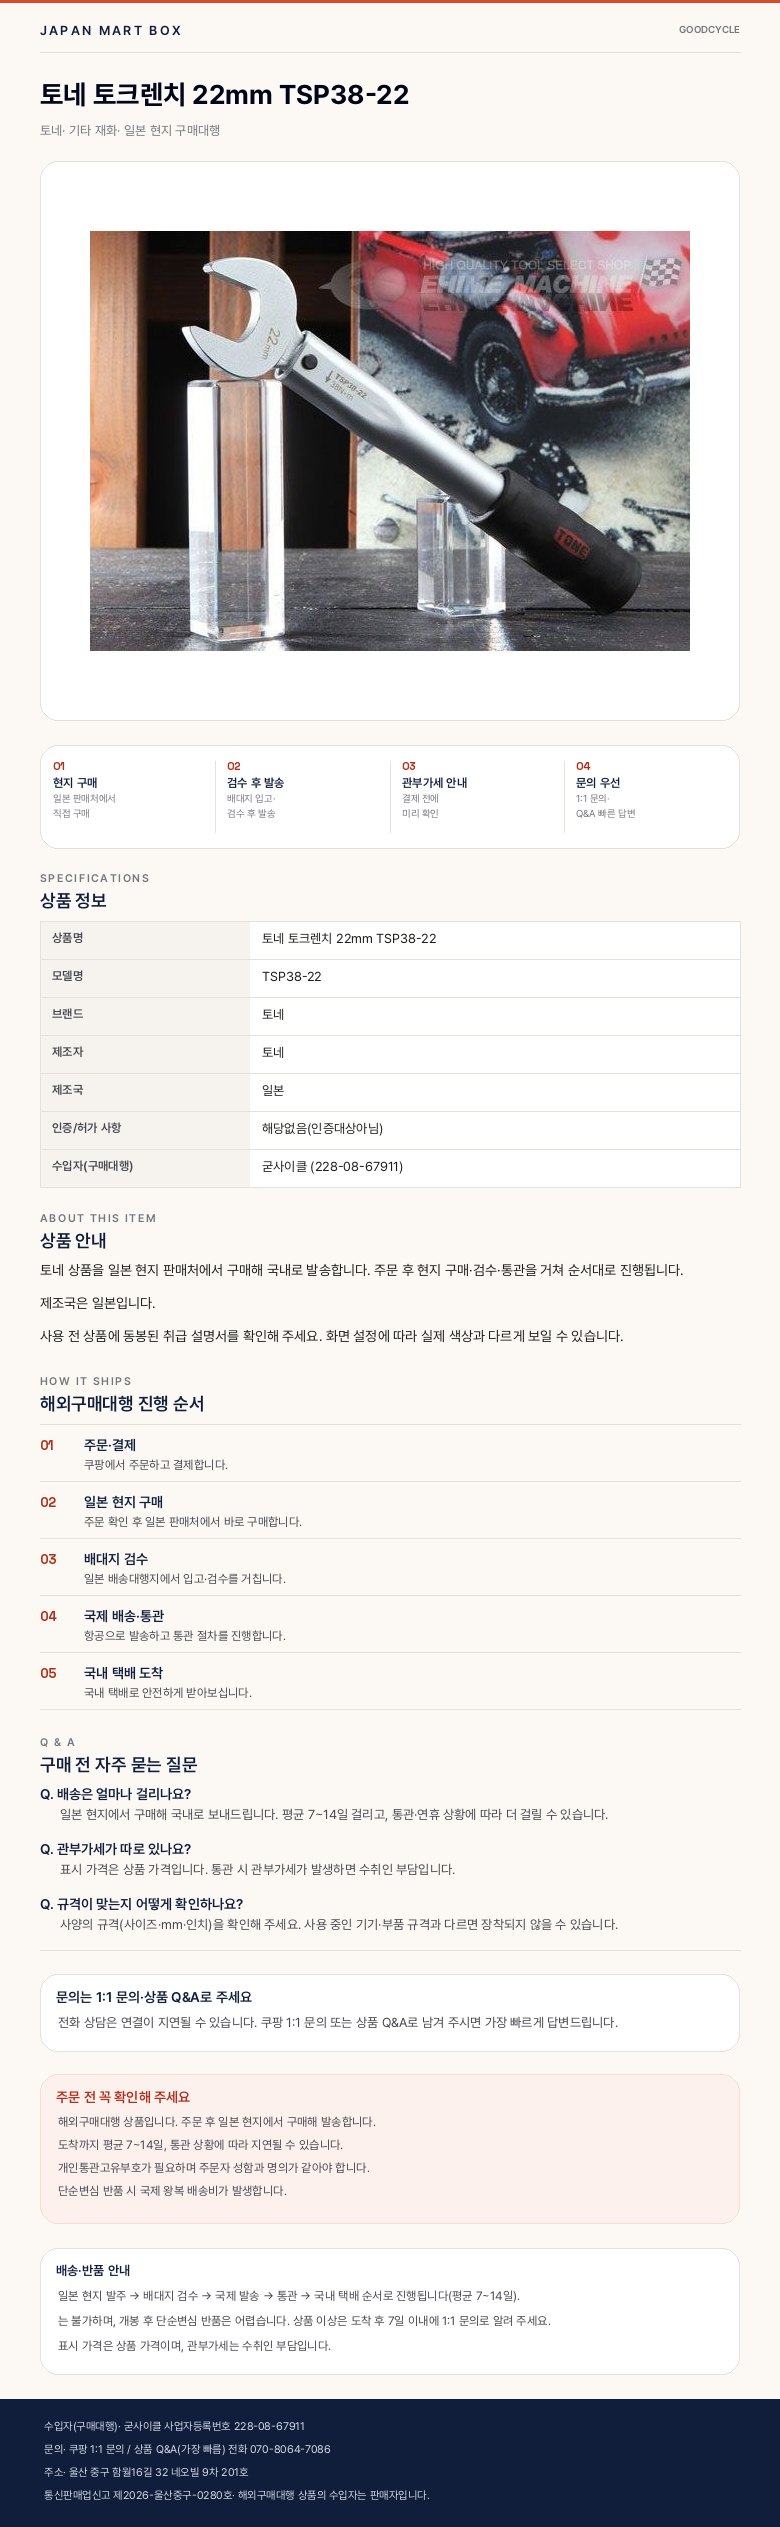 JAPAN MART BOX
GOODCYCLE
토네 토크렌치 22mm TSP38-22
토네· 기타 재화· 일본 현지 구매대행
HIGH QUALITY TOOL SELECT SHOP
EHIME MACHINE
22mm
TSP38-22
38N·m
TONE
01
현지 구매
일본 판매처에서
직접 구매
02
검수 후 발송
배대지 입고·
검수 후 발송
03
관부가세 안내
결제 전에
미리 확인
04
문의 우선
1:1 문의·
Q&A 빠른 답변
SPECIFICATIONS
상품 정보
상품명 토네 토크렌치 22mm TSP38-22
모델명 TSP38-22
브랜드 토네
제조자 토네
제조국 일본
인증/허가 사항 해당없음(인증대상아님)
수입자(구매대행) 굳사이클 (228-08-67911)
ABOUT THIS ITEM
상품 안내
토네 상품을 일본 현지 판매처에서 구매해 국내로 발송합니다. 주문 후 현지 구매·검수·통관을 거쳐 순서대로 진행됩니다.
제조국은 일본입니다.
사용 전 상품에 동봉된 취급 설명서를 확인해 주세요. 화면 설정에 따라 실제 색상과 다르게 보일 수 있습니다.
HOW IT SHIPS
해외구매대행 진행 순서
01 주문·결제
쿠팡에서 주문하고 결제합니다.
02 일본 현지 구매
주문 확인 후 일본 판매처에서 바로 구매합니다.
03 배대지 검수
일본 배송대행지에서 입고·검수를 거칩니다.
04 국제 배송·통관
항공으로 발송하고 통관 절차를 진행합니다.
05 국내 택배 도착
국내 택배로 안전하게 받아보십니다.
Q & A
구매 전 자주 묻는 질문
Q. 배송은 얼마나 걸리나요?
일본 현지에서 구매해 국내로 보내드립니다. 평균 7~14일 걸리고, 통관·연휴 상황에 따라 더 걸릴 수 있습니다.
Q. 관부가세가 따로 있나요?
표시 가격은 상품 가격입니다. 통관 시 관부가세가 발생하면 수취인 부담입니다.
Q. 규격이 맞는지 어떻게 확인하나요?
사양의 규격(사이즈·mm·인치)을 확인해 주세요. 사용 중인 기기·부품 규격과 다르면 장착되지 않을 수 있습니다.
문의는 1:1 문의·상품 Q&A로 주세요
전화 상담은 연결이 지연될 수 있습니다. 쿠팡 1:1 문의 또는 상품 Q&A로 남겨 주시면 가장 빠르게 답변드립니다.
주문 전 꼭 확인해 주세요
해외구매대행 상품입니다. 주문 후 일본 현지에서 구매해 발송합니다.
도착까지 평균 7~14일, 통관 상황에 따라 지연될 수 있습니다.
개인통관고유부호가 필요하며 주문자 성함과 명의가 같아야 합니다.
단순변심 반품 시 국제 왕복 배송비가 발생합니다.
배송·반품 안내
일본 현지 발주 → 배대지 검수 → 국제 발송 → 통관 → 국내 택배 순서로 진행됩니다(평균 7~14일).
는 불가하며, 개봉 후 단순변심 반품은 어렵습니다. 상품 이상은 도착 후 7일 이내에 1:1 문의로 알려 주세요.
표시 가격은 상품 가격이며, 관부가세는 수취인 부담입니다.
수입자(구매대행)· 굳사이클 사업자등록번호 228-08-67911
문의· 쿠팡 1:1 문의 / 상품 Q&A(가장 빠름) 전화 070-8064-7086
주소· 울산 중구 함월16길 32 네오빌 9차 201호
통신판매업신고 제2026-울산중구-0280호· 해외구매대행 상품의 수입자는 판매자입니다.